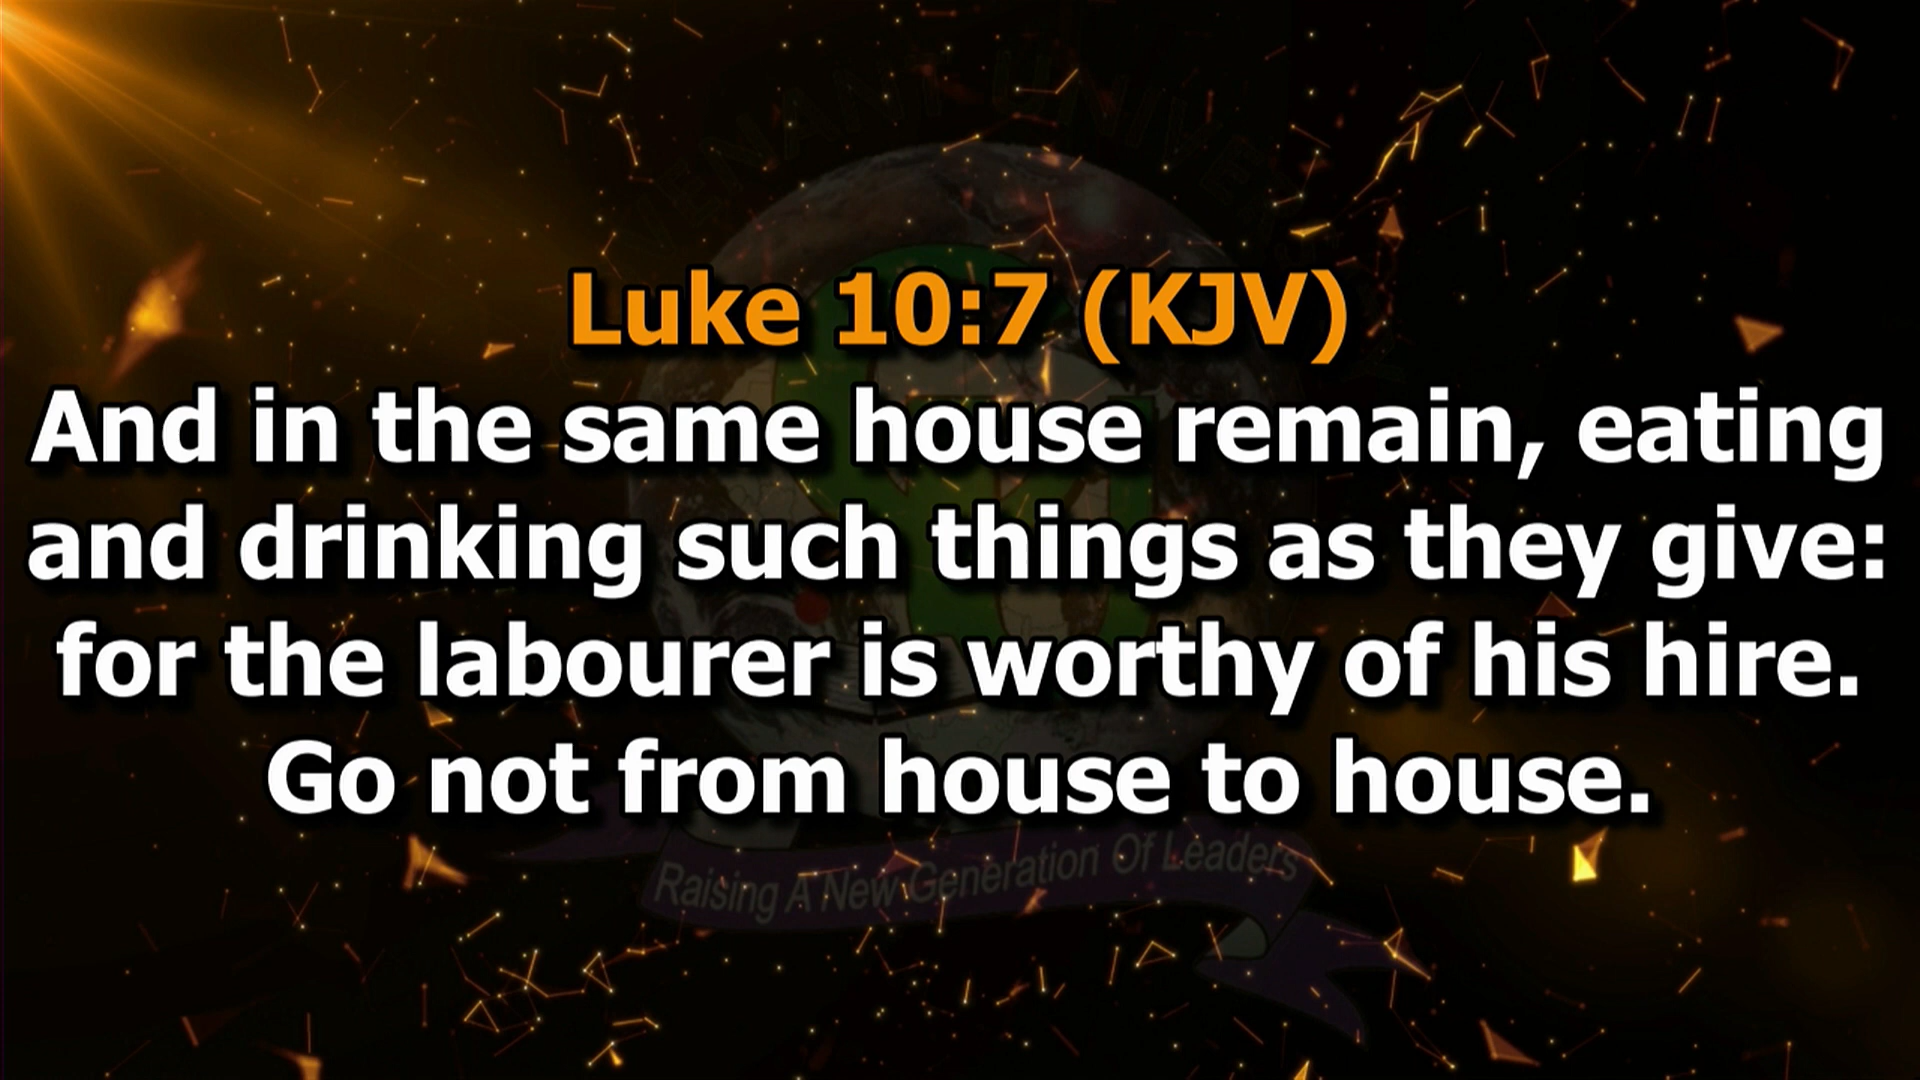 Luke 10:7 (KJV)
And in the same house remain, eating
and drinking such things as they give:
for the labourer is worthy of his hire.
Go not from house to house.
Raising A New Generation Of Leaders